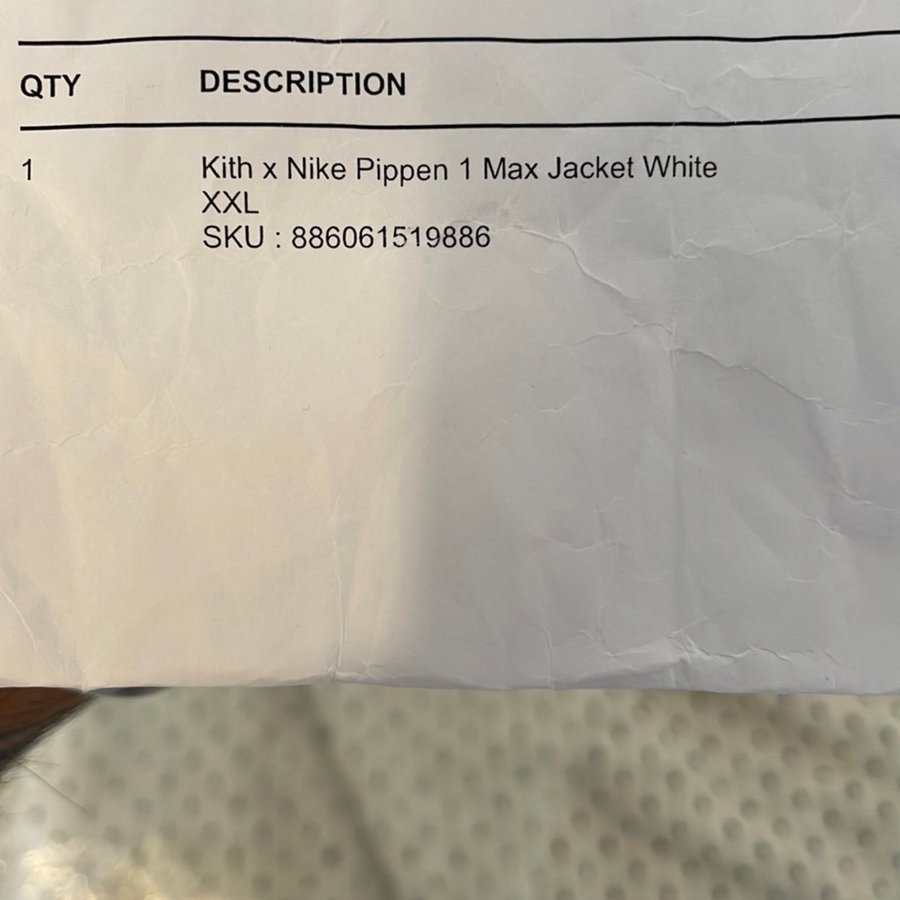 QTY DESCRIPTION
1 Kith x Nike Pippen 1 Max Jacket White
XXL
SKU : 886061519886